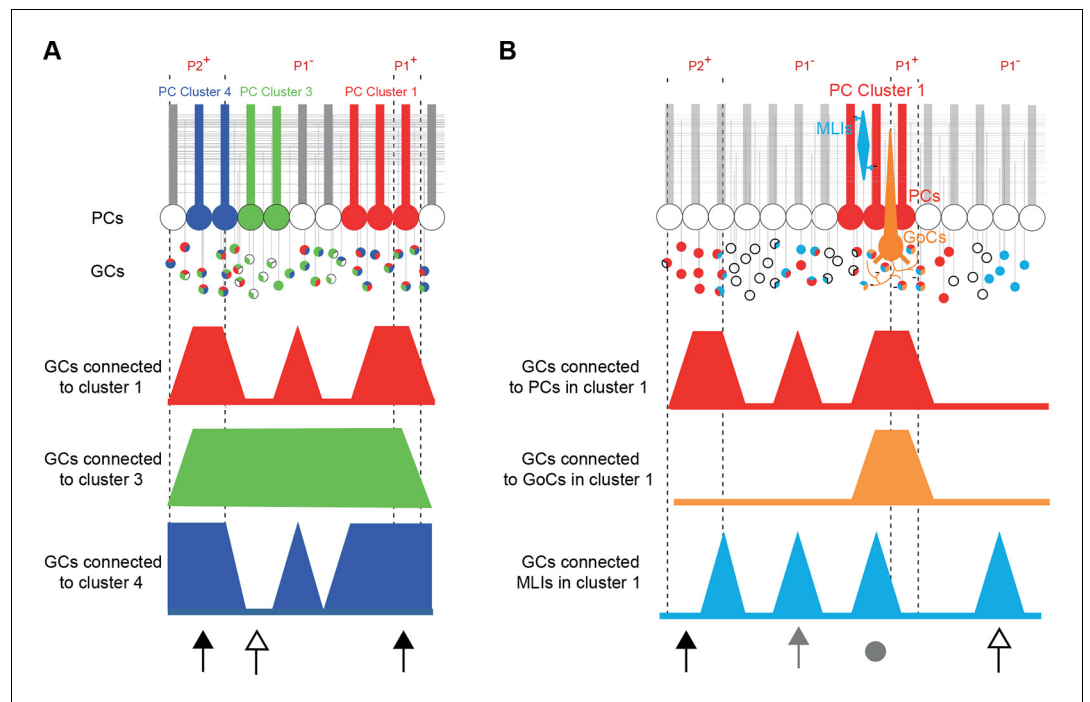 A
P2+ P1- P1+
PC Cluster 4 PC Cluster 3 PC Cluster 1
PCs
GCs
GCs connected
to cluster 1
GCs connected
to cluster 3
GCs connected
to cluster 4
B
P2+ P1- P1+ P1-
PC Cluster 1
MLIs
PCs
GoCs
GCs connected
to PCs in cluster 1
GCs connected
to GoCs in cluster 1
GCs connected
MLIs in cluster 1